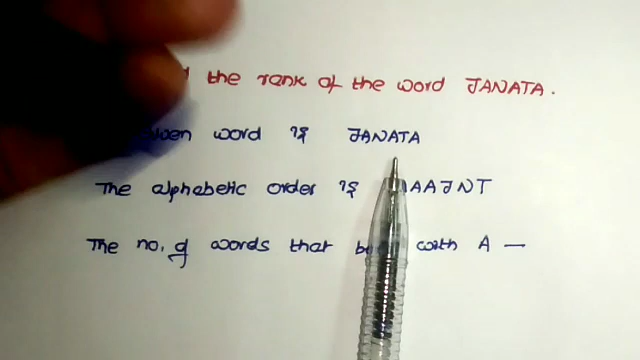 the rank of the word JANATA.
word is JANATA
The alphabetic order is AAJNT
The no. of words that with A —